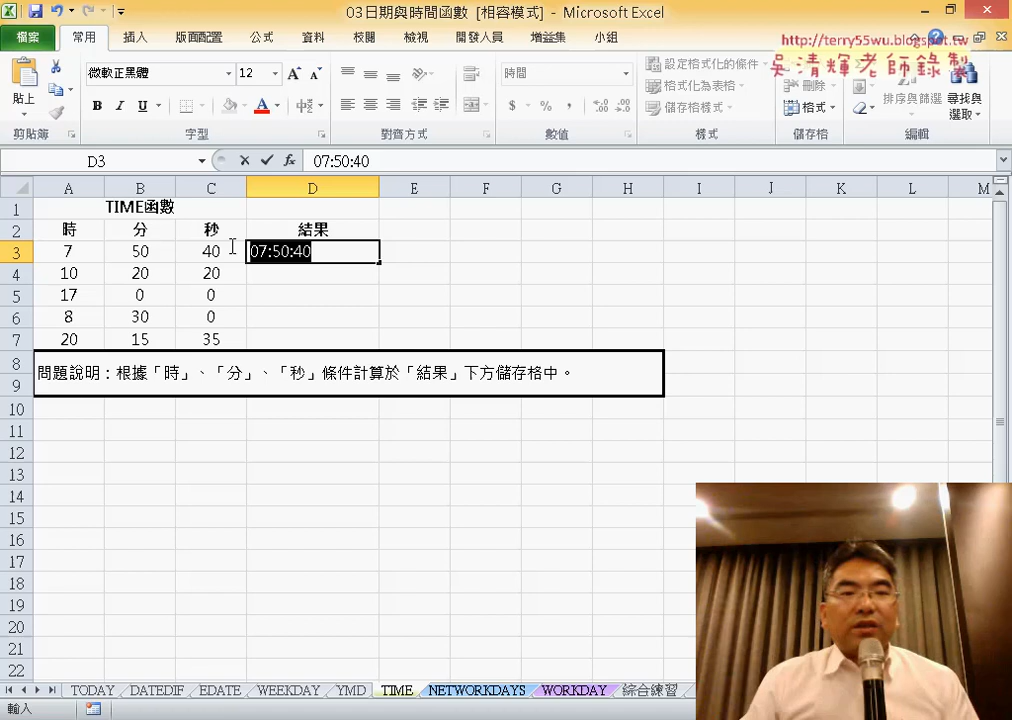 03日期與時間函數 [相容模式] - Microsoft Excel
檔案 常用 插入 版面配置 公式 資料 校閱 檢視 開發人員 增益集 小組
http://terry55wu.blogspot.tw
吳清輝老師錄製
微軟正黑體 12 時間 設定格式化的條件
貼上 B I U A $ % 格式化為表格 刪除 排序與篩選 尋找與選取
儲存格樣式 格式
剪貼簿 字型 對齊方式 數值 樣式 儲存格 編輯
D3 fx 07:50:40
A B C D E F G H I J K L M
1 TIME函數
2 時 分 秒 結果
3 7 50 40 07:50:40
4 10 20 20
5 17 0 0
6 8 30 0
7 20 15 35
8 問題說明：根據「時」、「分」、「秒」條件計算於「結果」下方儲存格中。
9
10
11
12
13
14
15
16
17
18
19
20
21
22
TODAY DATEDIF EDATE WEEKDAY YMD TIME NETWORKDAYS WORKDAY 綜合練習
輸入